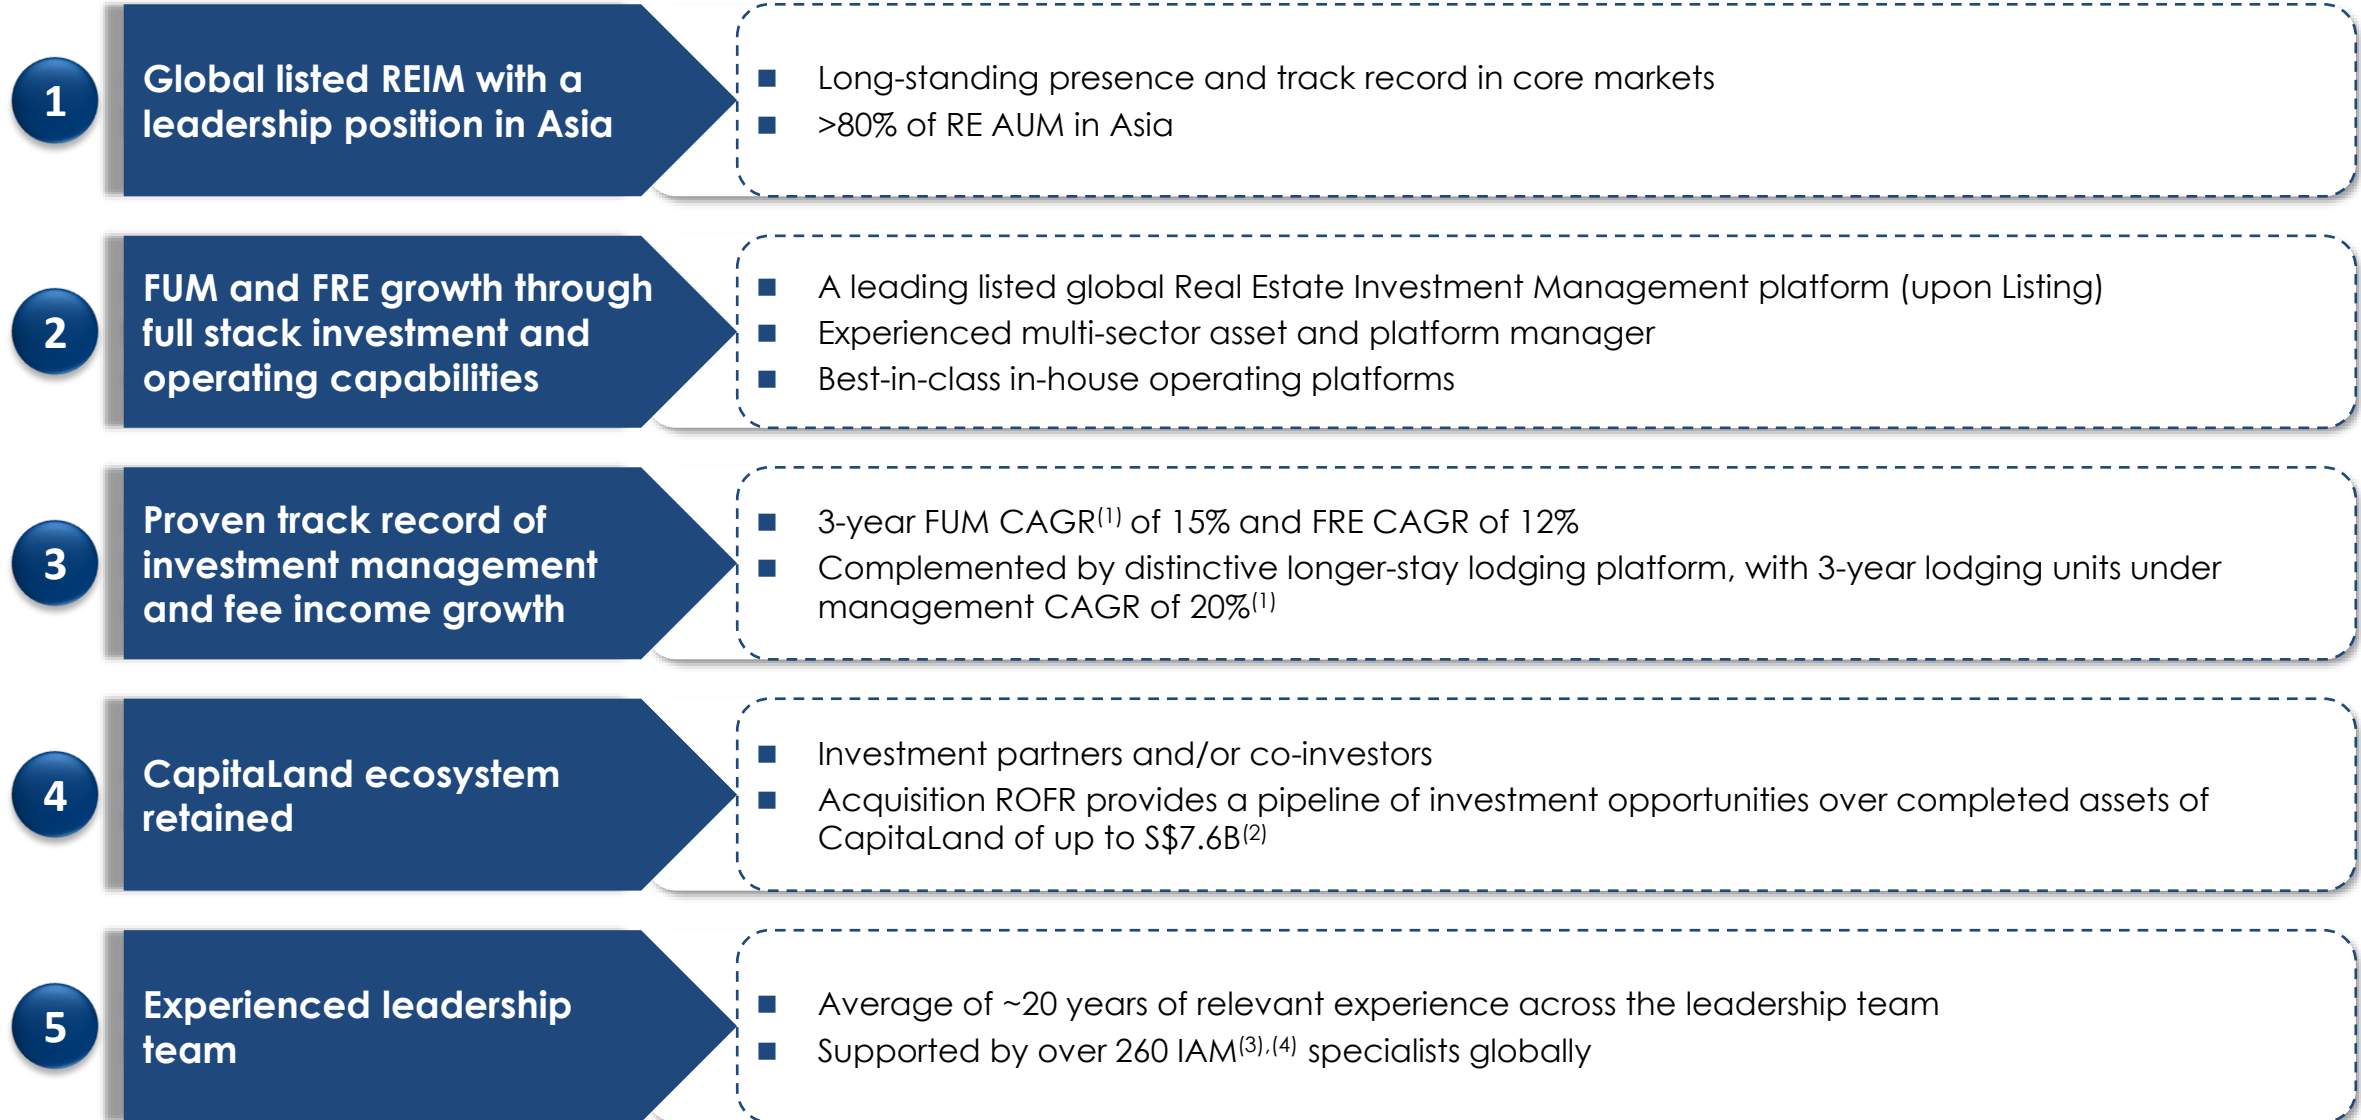 1
Global listed REIM with a
leadership position in Asia
■ Long-standing presence and track record in core markets
■ >80% of RE AUM in Asia
2
FUM and FRE growth through
full stack investment and
operating capabilities
■ A leading listed global Real Estate Investment Management platform (upon Listing)
■ Experienced multi-sector asset and platform manager
■ Best-in-class in-house operating platforms
3
Proven track record of
investment management
and fee income growth
■ 3-year FUM CAGR(1) of 15% and FRE CAGR of 12%
■ Complemented by distinctive longer-stay lodging platform, with 3-year lodging units under
management CAGR of 20%(1)
4
CapitaLand ecosystem
retained
■ Investment partners and/or co-investors
■ Acquisition ROFR provides a pipeline of investment opportunities over completed assets of
CapitaLand of up to S$7.6B(2)
5
Experienced leadership
team
■ Average of ~20 years of relevant experience across the leadership team
■ Supported by over 260 IAM(3),(4) specialists globally